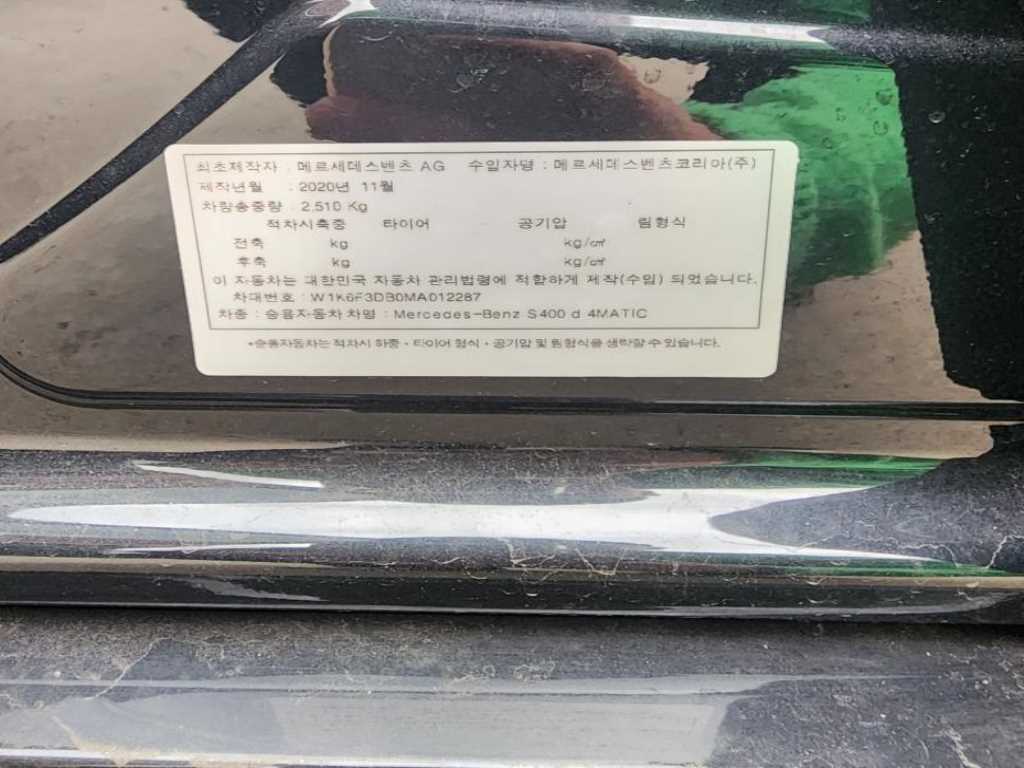 최초제작자 : 메르세데스벤츠 AG 수입자명 : 메르세데스벤츠코리아(주)
제작년월 : 2020년 11월
차량총중량 : 2,510 Kg
적차시축중 타이어 공기압 림형식
전축 kg kg/㎠
후축 kg kg/㎠
이 자동차는 대한민국 자동차 관리법령에 적합하게 제작(수입) 되었습니다.
차대번호 : W1K6F3DB0MA012287
차종 : 승용자동차 차명 : Mercedes-Benz S400 d 4MATIC
*승용자동차는 적차시 하중 · 타이어 형식 · 공기압 및 림형식을 생략할 수 있습니다.